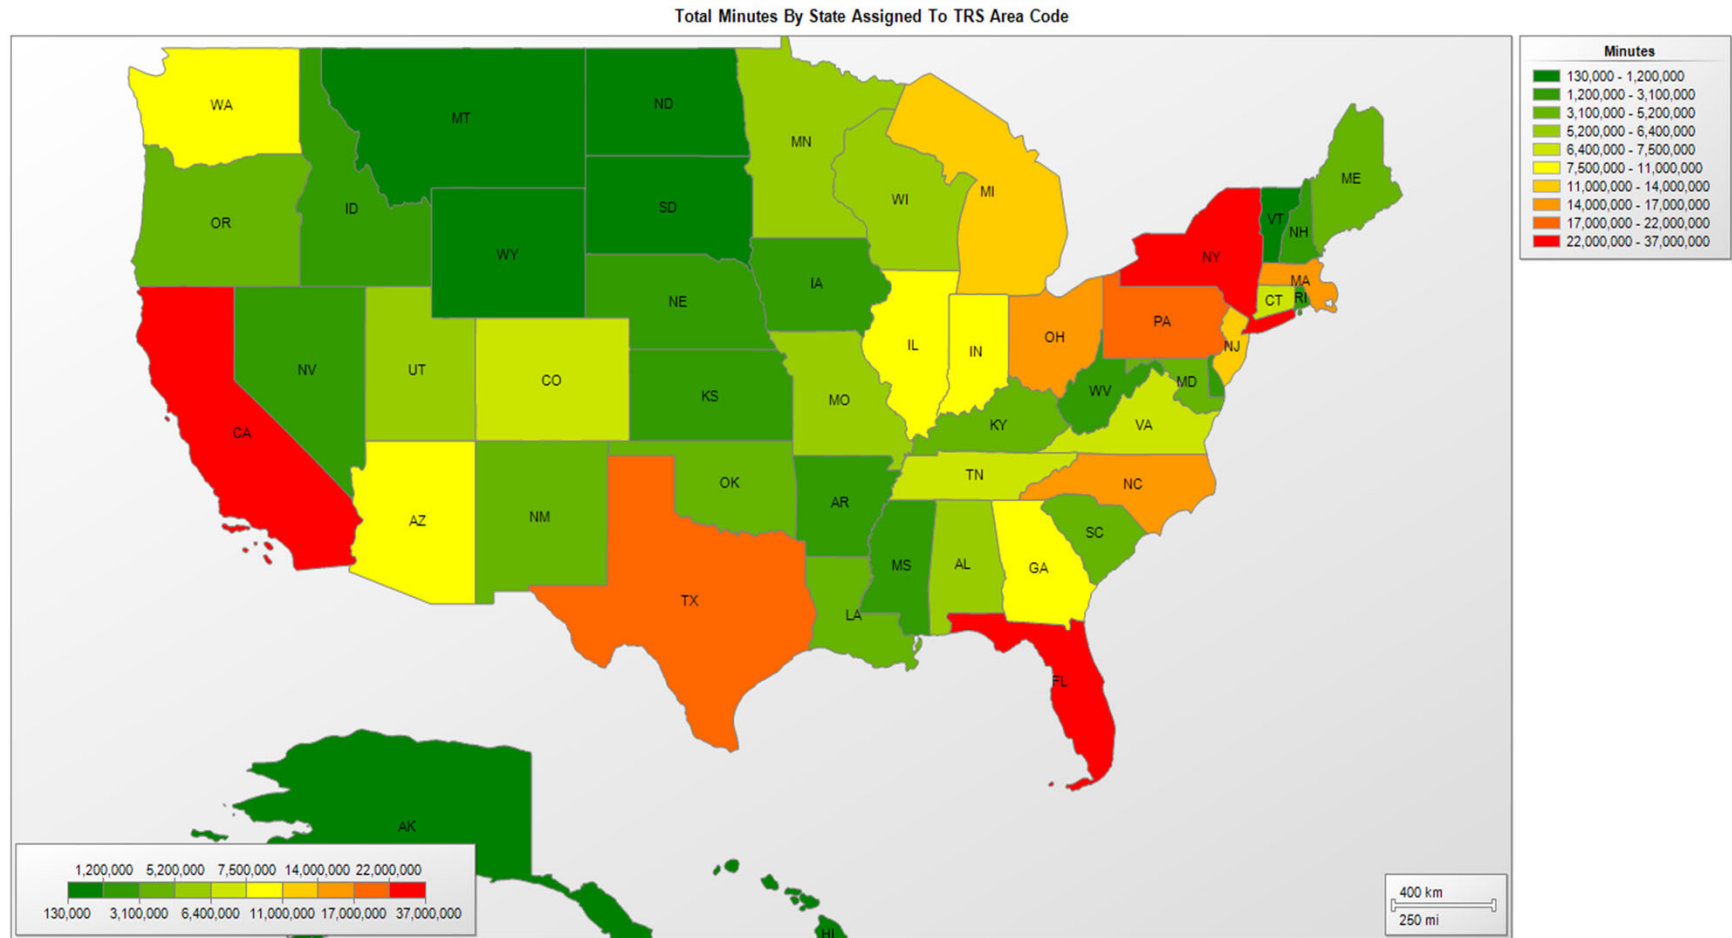 Total Minutes By State Assigned To TRS Area Code
Minutes
130,000 - 1,200,000
1,200,000 - 3,100,000
3,100,000 - 5,200,000
5,200,000 - 6,400,000
6,400,000 - 7,500,000
7,500,000 - 11,000,000
11,000,000 - 14,000,000
14,000,000 - 17,000,000
17,000,000 - 22,000,000
22,000,000 - 37,000,000
WA
MT
ND
MN
ME
OR
ID
SD
WI
MI
VT
NH
WY
NY
MA
NE
IA
CT
RI
NV
UT
CO
KS
MO
IL
IN
OH
PA
NJ
WV
MD
CA
KY
VA
AZ
NM
OK
AR
TN
NC
SC
MS
AL
GA
TX
LA
FL
AK
HI
1,200,000 5,200,000 7,500,000 14,000,000 22,000,000
130,000 3,100,000 6,400,000 11,000,000 17,000,000 37,000,000
400 km
250 mi